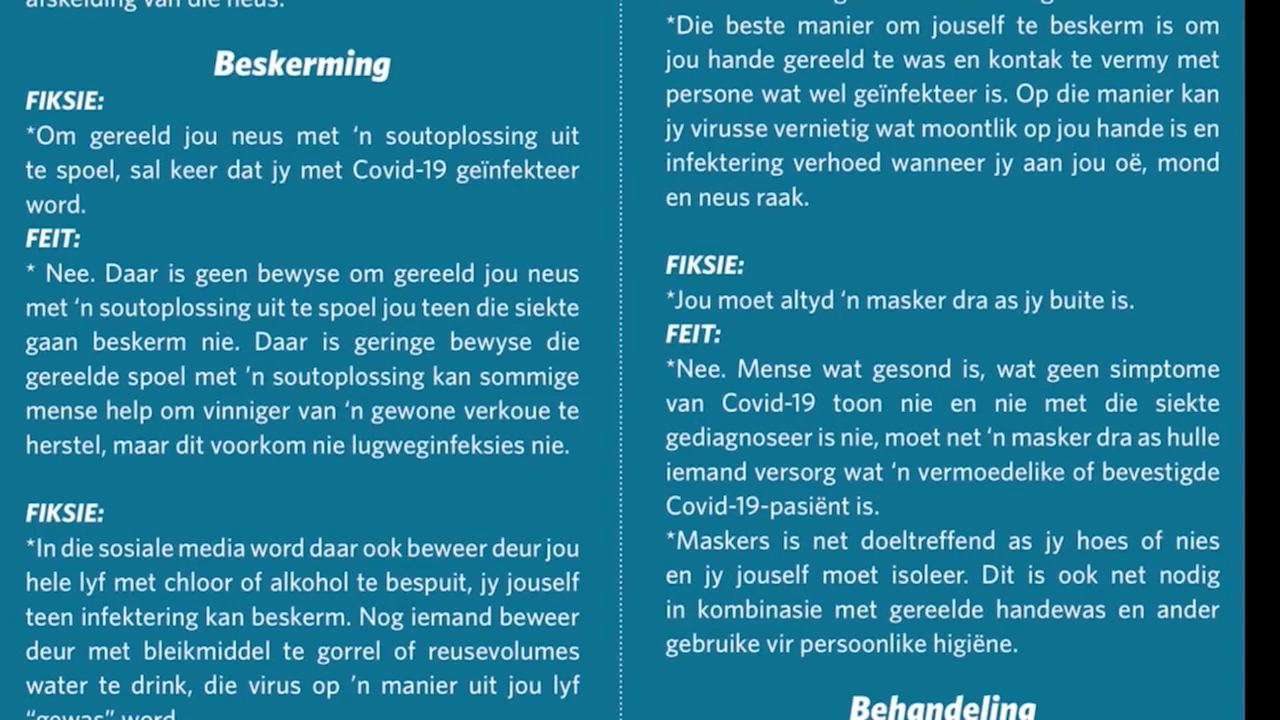 afskeiding van die neus.
Beskerming
FIKSIE:
*Om gereeld jou neus met ‘n soutoplossing uit
te spoel, sal keer dat jy met Covid-19 geïnfekteer
word.
FEIT:
* Nee. Daar is geen bewyse om gereeld jou neus
met ‘n soutoplossing uit te spoel jou teen die siekte
gaan beskerm nie. Daar is geringe bewyse die
gereelde spoel met ’n soutoplossing kan sommige
mense help om vinniger van ‘n gewone verkoue te
herstel, maar dit voorkom nie lugweginfeksies nie.
FIKSIE:
*In die sosiale media word daar ook beweer deur jou
hele lyf met chloor of alkohol te bespuit, jy jouself
teen infektering kan beskerm. Nog iemand beweer
deur met bleikmiddel te gorrel of reusevolumes
water te drink, die virus op ’n manier uit jou lyf
“gewas” word.
*Die beste manier om jouself te beskerm is om
jou hande gereeld te was en kontak te vermy met
persone wat wel geïnfekteer is. Op die manier kan
jy virusse vernietig wat moontlik op jou hande is en
infektering verhoed wanneer jy aan jou oë, mond
en neus raak.
FIKSIE:
*Jou moet altyd ‘n masker dra as jy buite is.
FEIT:
*Nee. Mense wat gesond is, wat geen simptome
van Covid-19 toon nie en nie met die siekte
gediagnoseer is nie, moet net ‘n masker dra as hulle
iemand versorg wat ‘n vermoedelike of bevestigde
Covid-19-pasiënt is.
*Maskers is net doeltreffend as jy hoes of nies
en jy jouself moet isoleer. Dit is ook net nodig
in kombinasie met gereelde handewas en ander
gebruike vir persoonlike higiëne.
Behandeling